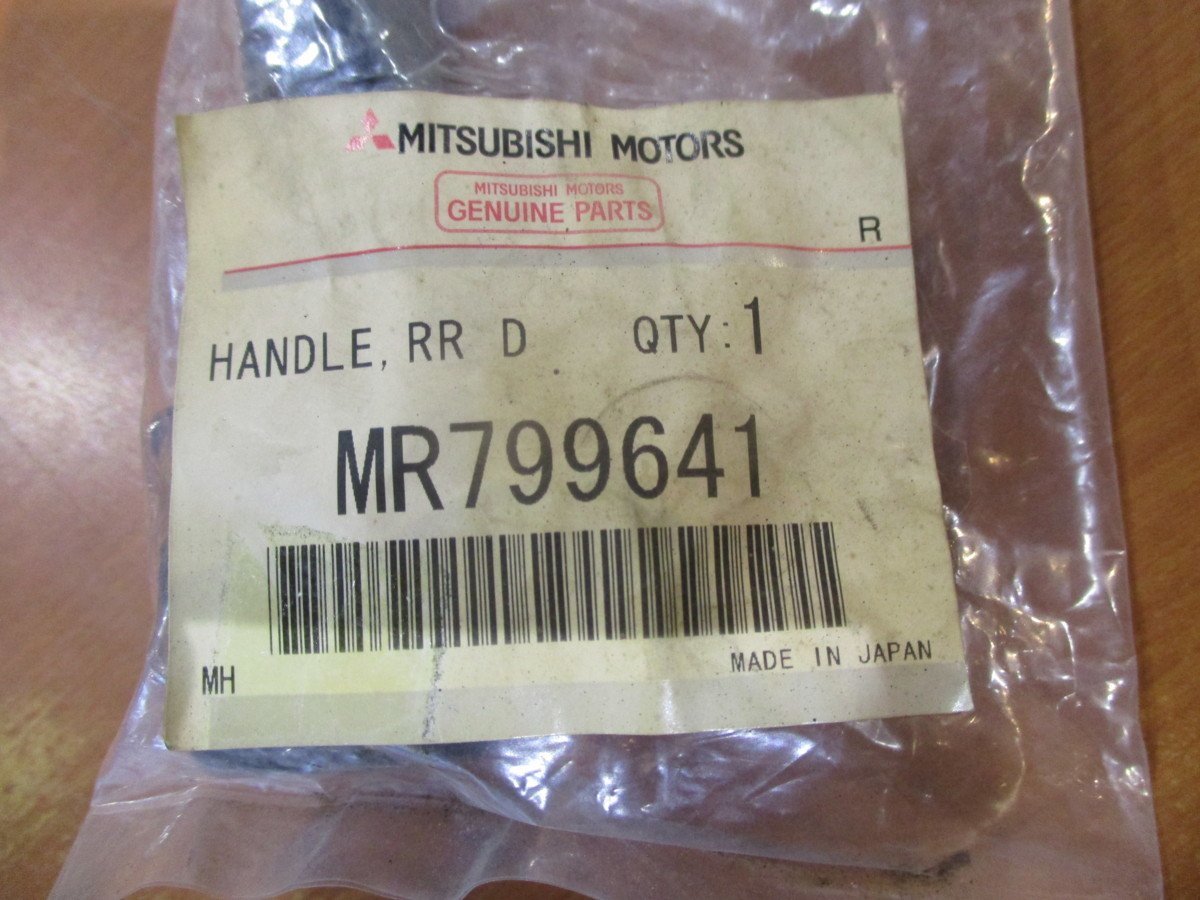 MITSUBISHI MOTORS
MITSUBISHI MOTORS
GENUINE PARTS
R
HANDLE, RR D QTY: 1
MR799641
MH
MADE IN JAPAN